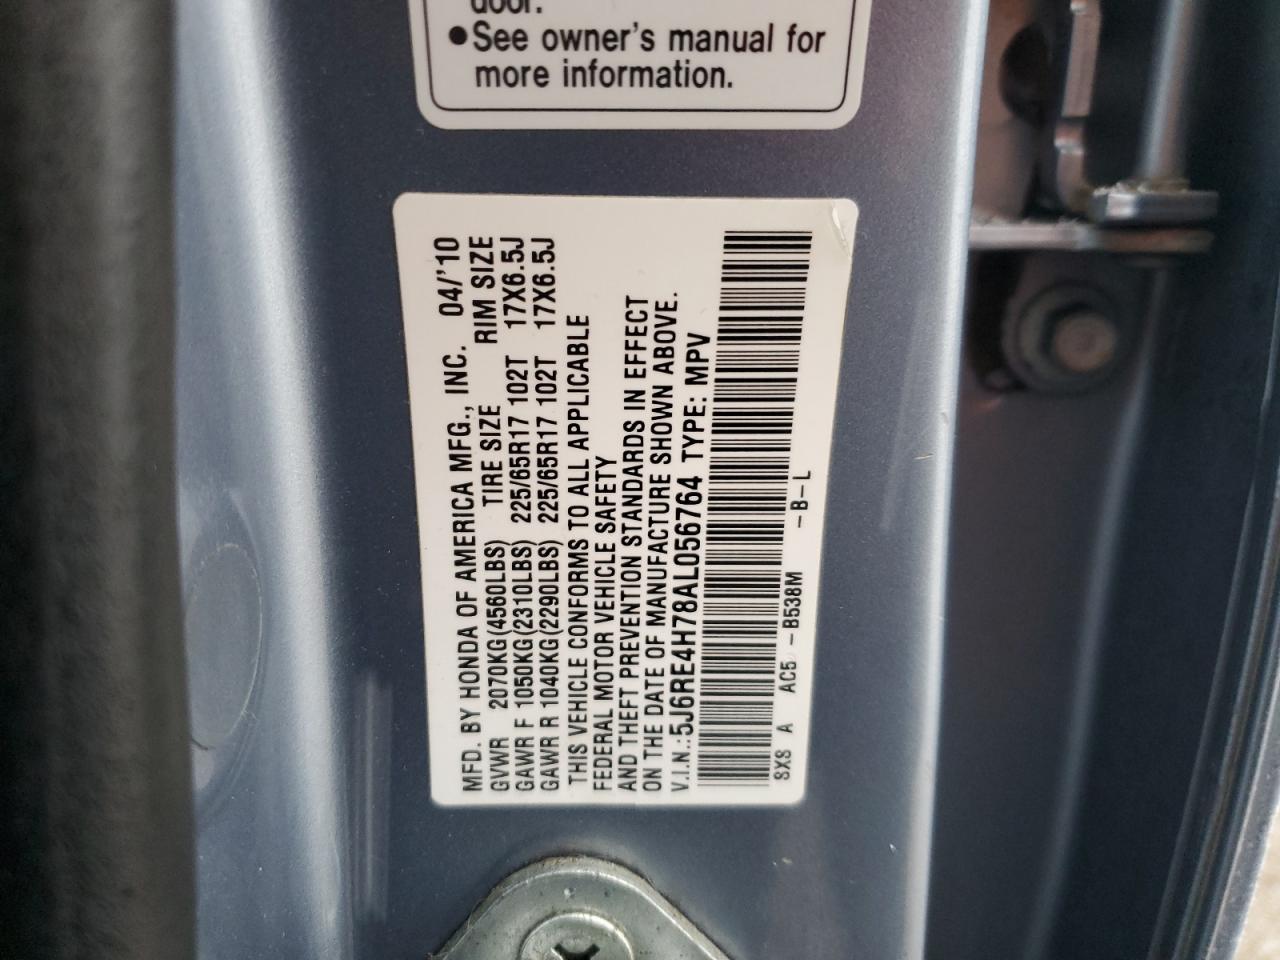 door.
●See owner's manual for
more information.
MFD. BY HONDA OF AMERICA MFG., INC. 04/'10
GVWR 2070KG(4560LBS) TIRE SIZE RIM SIZE
GAWR F 1050KG(2310LBS) 225/65R17 102T 17X6.5J
GAWR R 1040KG(2290LBS) 225/65R17 102T 17X6.5J
THIS VEHICLE CONFORMS TO ALL APPLICABLE
FEDERAL MOTOR VEHICLE SAFETY
AND THEFT PREVENTION STANDARDS IN EFFECT
ON THE DATE OF MANUFACTURE SHOWN ABOVE.
V.I.N.:5J6RE4H78AL056764 TYPE: MPV
SXS A -B538M -B-L